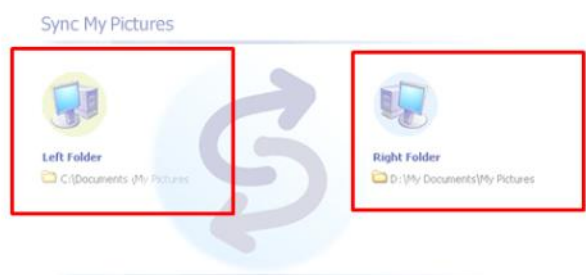 Sync My Pictures
Left Folder
C:\Documents \My Pictures
Right Folder
D:\My Documents\My Pictures